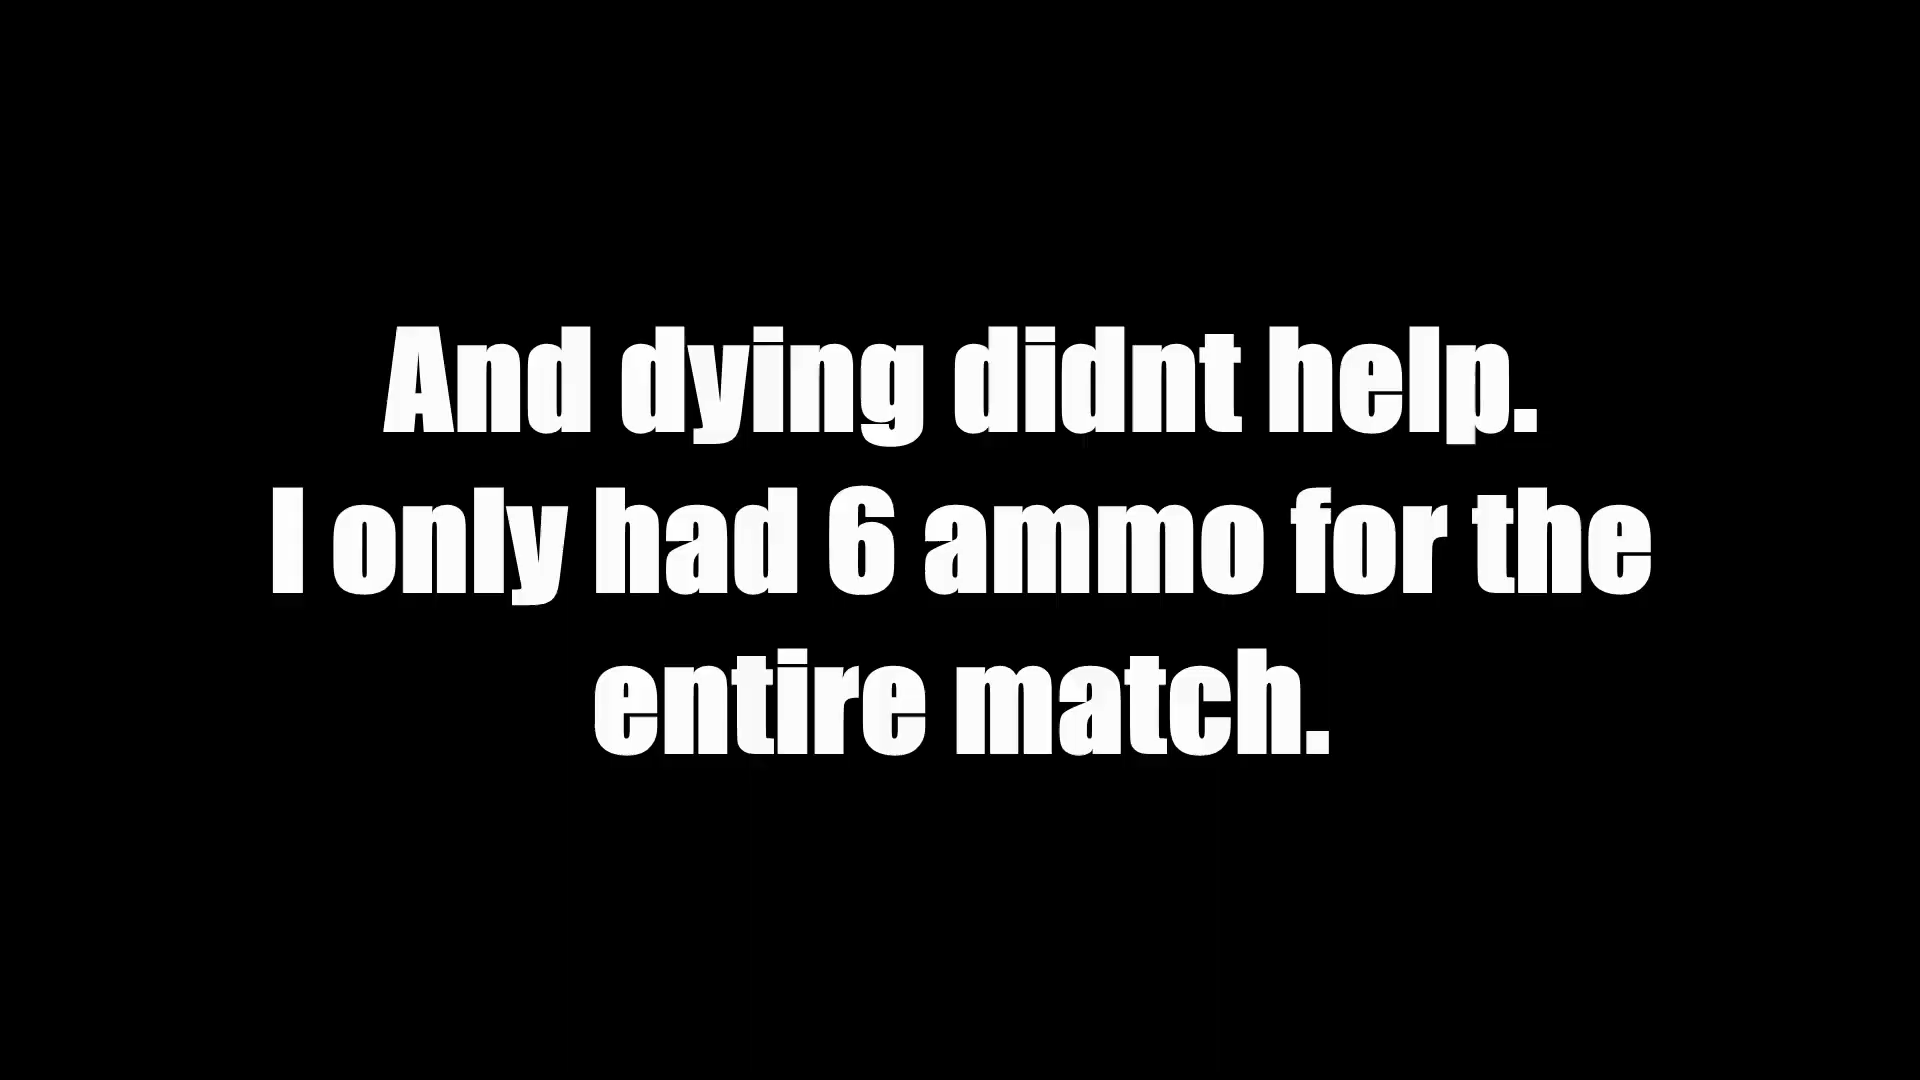 And dying didnt help.
I only had 6 ammo for the
entire match.